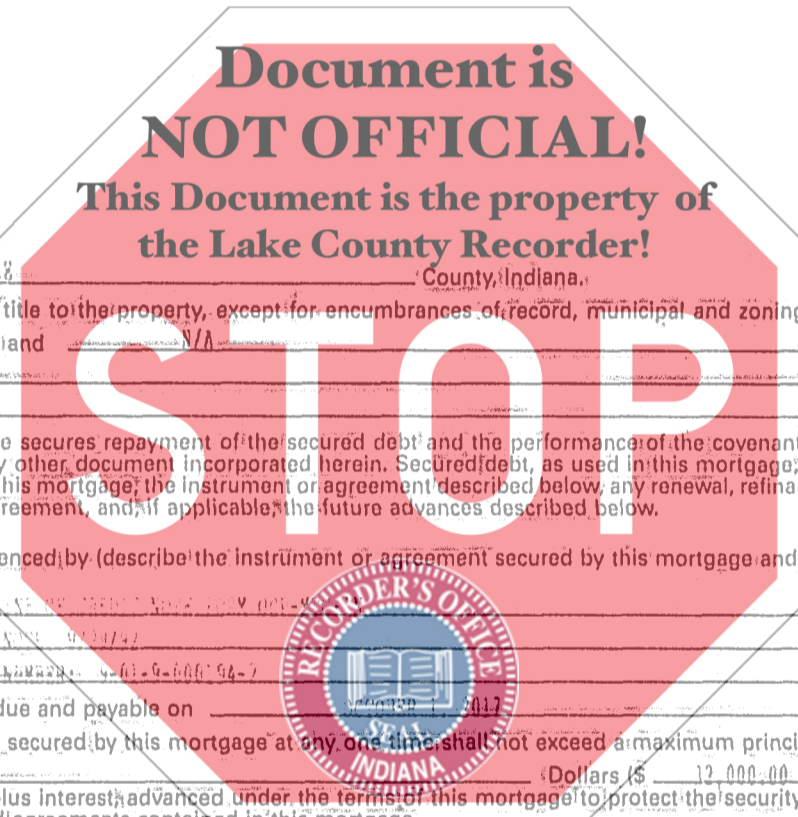 Document is
NOT OFFICIAL!
This Document is the property of
the Lake County Recorder!
County, Indiana,
title to the property, except for encumbrances of record, municipal and zoning
and N/A
STOP
e secures repayment of the secured debt and the performance of the covenant
y other document incorporated herein. Secured debt, as used in this mortgage,
his mortgage, the instrument or agreement described below, any renewal, refina
reement, and, if applicable, the future advances described below.
enced by (describe the instrument or agreement secured by this mortgage and
RECORDER'S OFFICE
due and payable on 2017
SEAL
secured by this mortgage at any one time shall not exceed a maximum princi
INDIANA
Dollars ($ 12,000.00
lus interest, advanced under the terms of this mortgage to protect the security